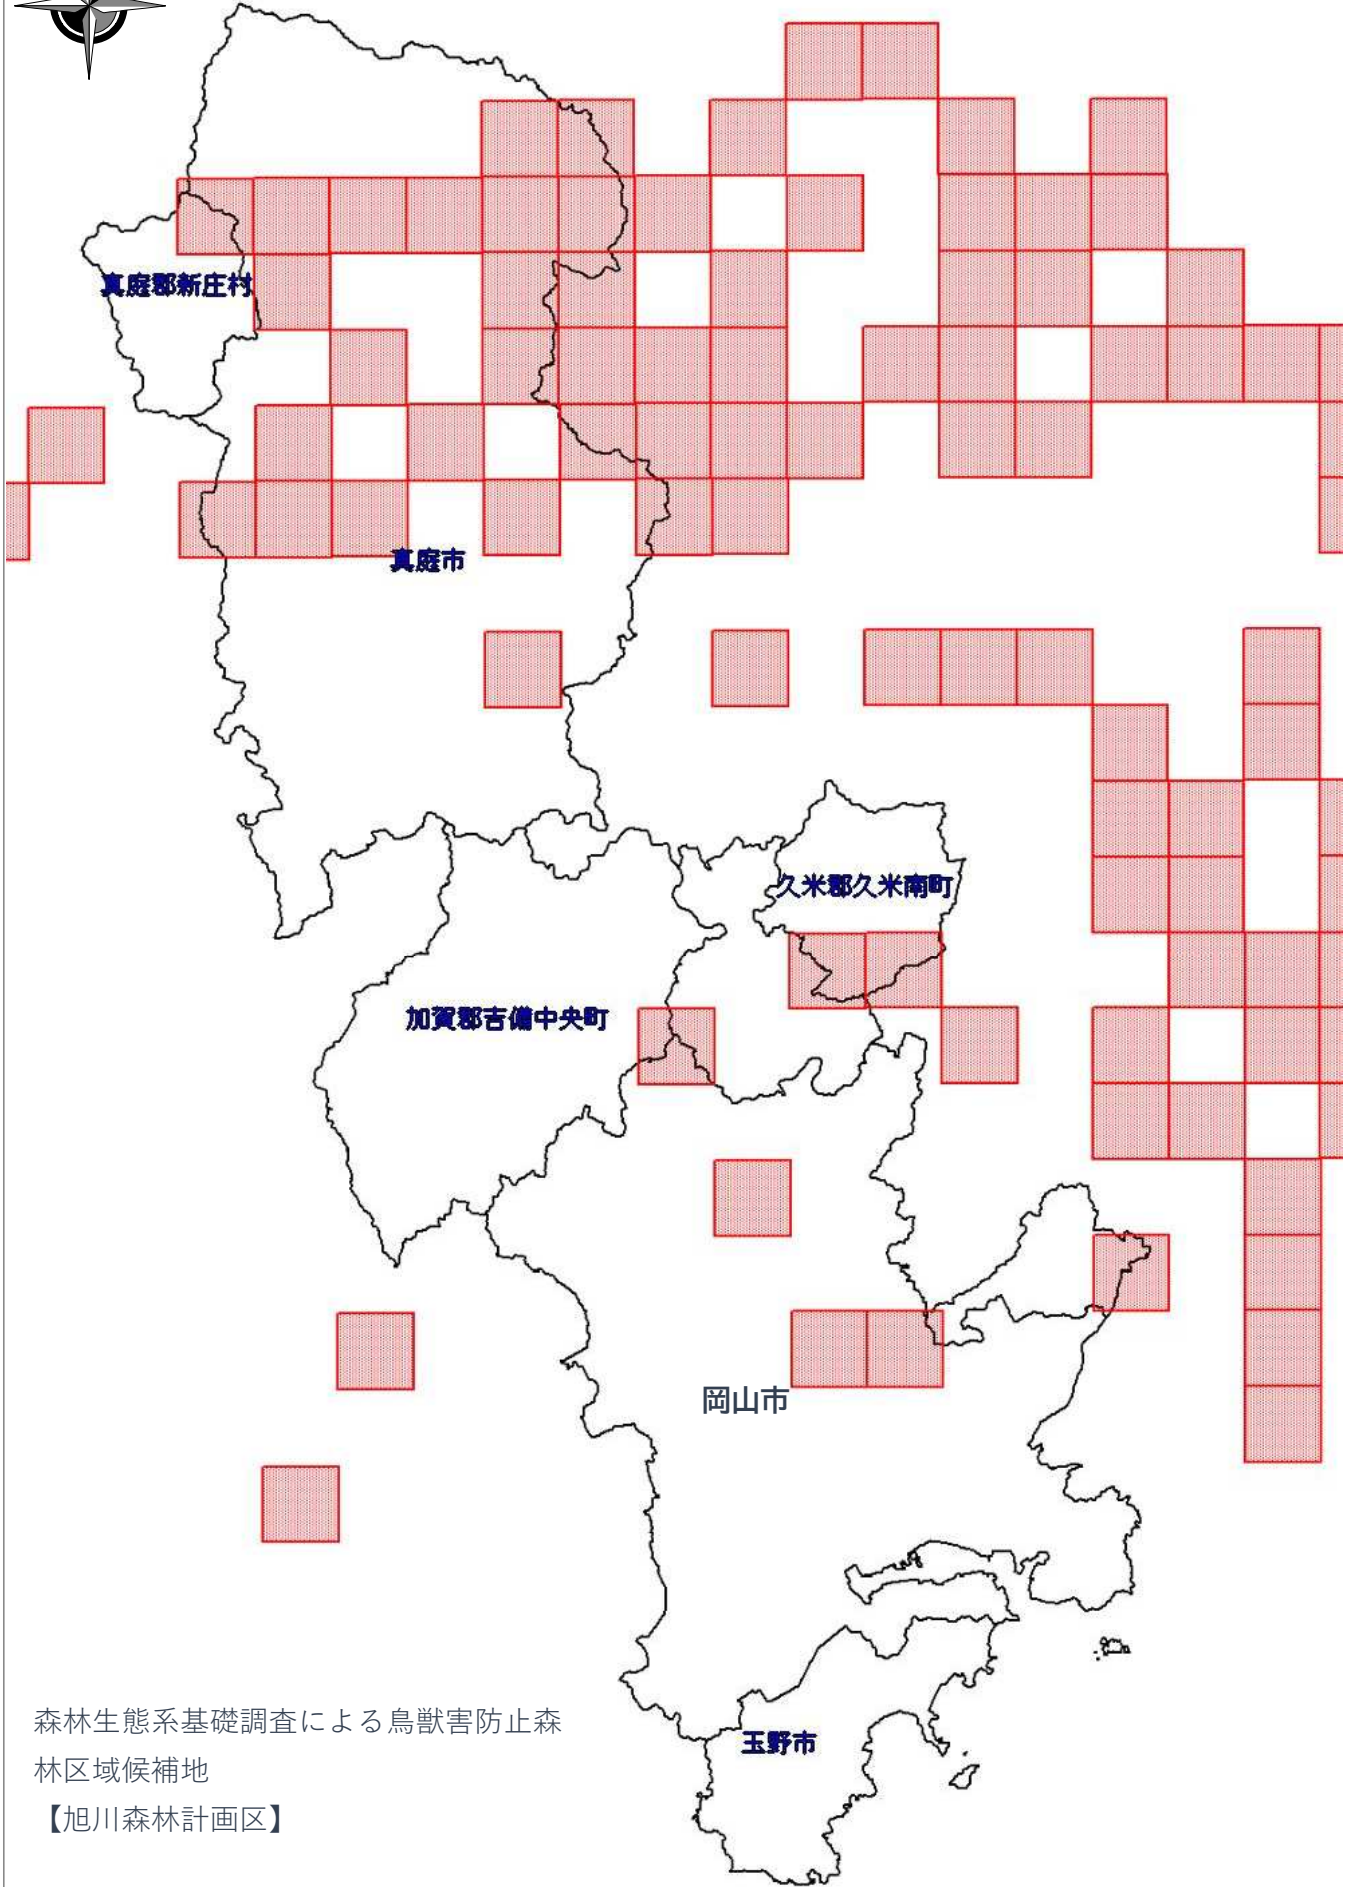 真庭郡新庄村
真庭市
久米郡久米南町
加賀郡吉備中央町
岡山市
玉野市
森林生態系基礎調査による鳥獣害防止森
林区域候補地
【旭川森林計画区】